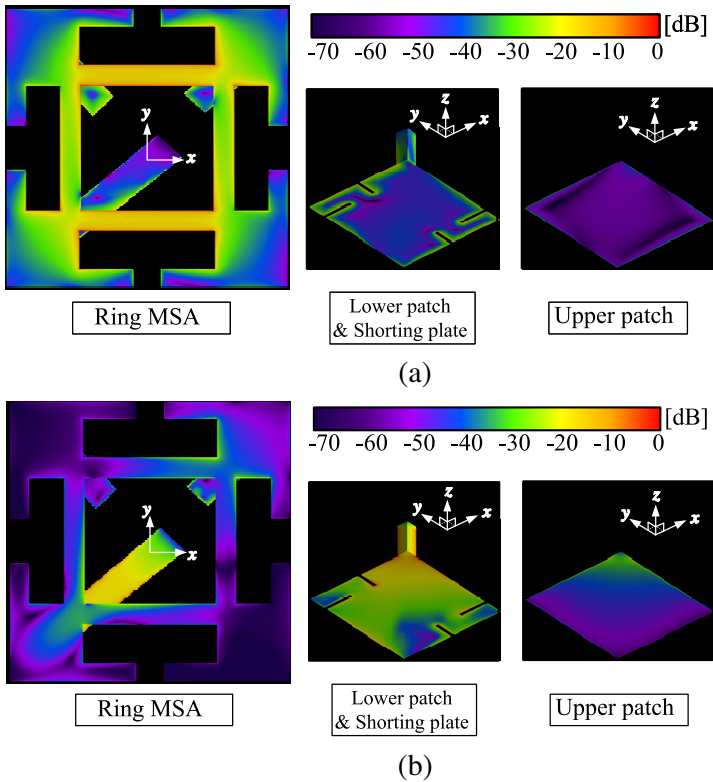 [dB]
-70 -60 -50 -40 -30 -20 -10 0
y
x
z
y
x
z
y
x
Ring MSA
Lower patch
& Shorting plate
Upper patch
(a)
[dB]
-70 -60 -50 -40 -30 -20 -10 0
y
x
z
y
x
z
y
x
Ring MSA
Lower patch
& Shorting plate
Upper patch
(b)